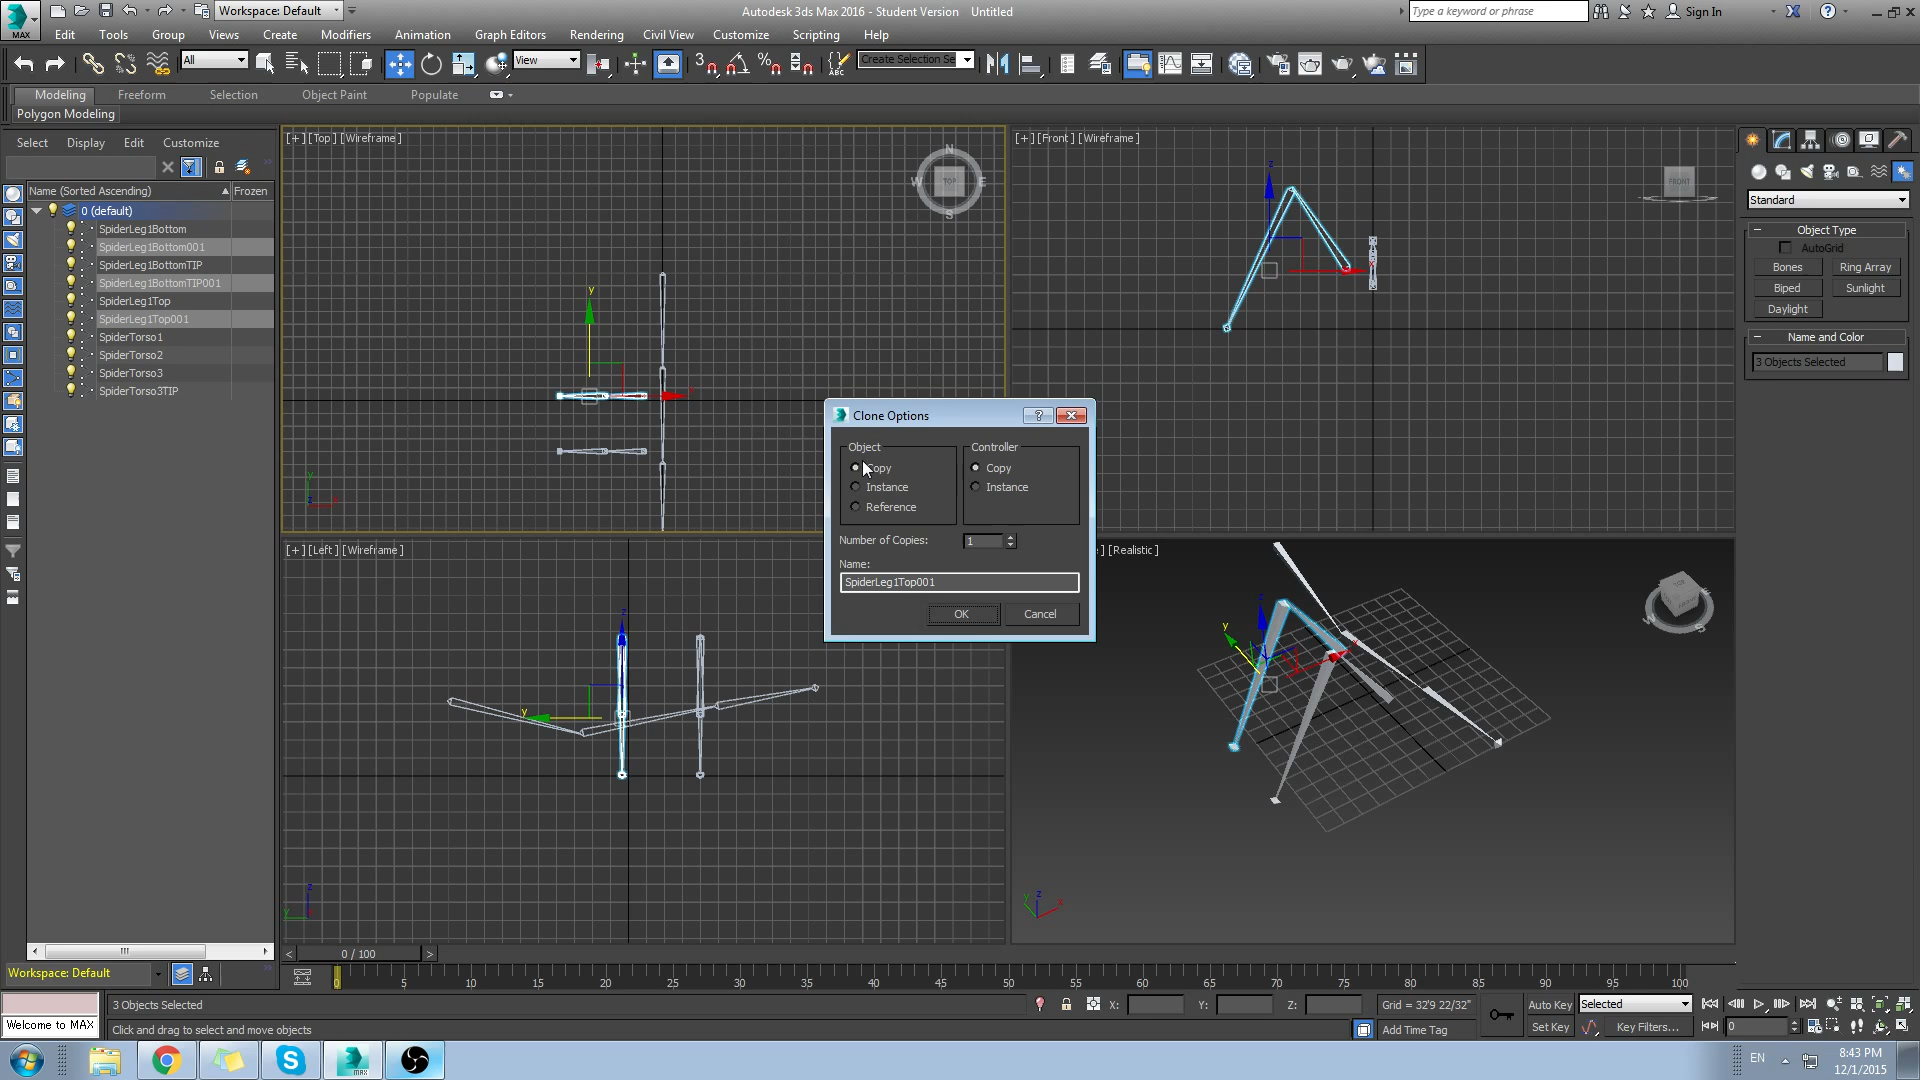 Workspace: Default
Autodesk 3ds Max 2016 - Student Version Untitled
Type a keyword or phrase
Sign In
MAX
Edit Tools Group Views Create Modifiers Animation Graph Editors Rendering Civil View Customize Scripting Help
All
View
3
ABC
Create Selection Se
Modeling Freeform Selection Object Paint Populate
Polygon Modeling
Select Display Edit Customize
Name (Sorted Ascending) Frozen
0 (default)
SpiderLeg1Bottom
SpiderLeg1Bottom001
SpiderLeg1BottomTIP
SpiderLeg1BottomTIP001
SpiderLeg1Top
SpiderLeg1Top001
SpiderTorso1
SpiderTorso2
SpiderTorso3
SpiderTorso3TIP
[+] [Top] [Wireframe]
N
W TOP E
S
y
[+] [Front] [Wireframe]
z
FRONT
x
[+] [Left] [Wireframe]
z
y
] [Realistic]
z
y
W S
Clone Options
?
Object Controller
Copy Copy
Instance Instance
Reference
Number of Copies: 1
Name:
SpiderLeg1Top001
OK Cancel
Standard
Object Type
AutoGrid
Bones Ring Array
Biped Sunlight
Daylight
Name and Color
3 Objects Selected
0 / 100
Workspace: Default
0 5 10 15 20 25 30 35 40 45 50 55 60 65 70 75 80 85 90 95 100
Welcome to MAX
3 Objects Selected
Click and drag to select and move objects
X: Y: Z:
Grid = 32'9 22/32"
Add Time Tag
Auto Key Selected
Set Key Key Filters...
0
EN
8:43 PM
12/1/2015